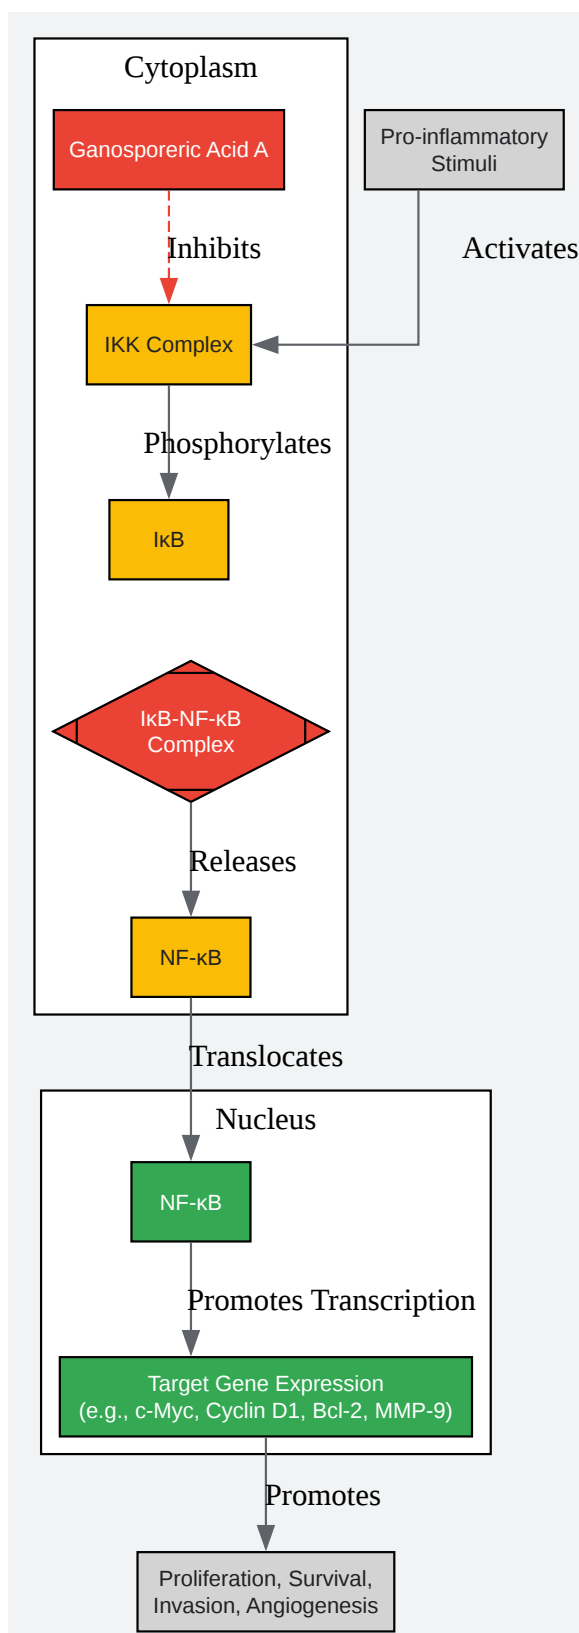 Cytoplasm
Ganosporeric Acid A
Pro-inflammatory
Stimuli
Inhibits
Activates
IKK Complex
Phosphorylates
IκB
IκB-NF-κB
Complex
Releases
NF-κB
Translocates
Nucleus
NF-κB
Promotes Transcription
Target Gene Expression
(e.g., c-Myc, Cyclin D1, Bcl-2, MMP-9)
Promotes
Proliferation, Survival,
Invasion, Angiogenesis